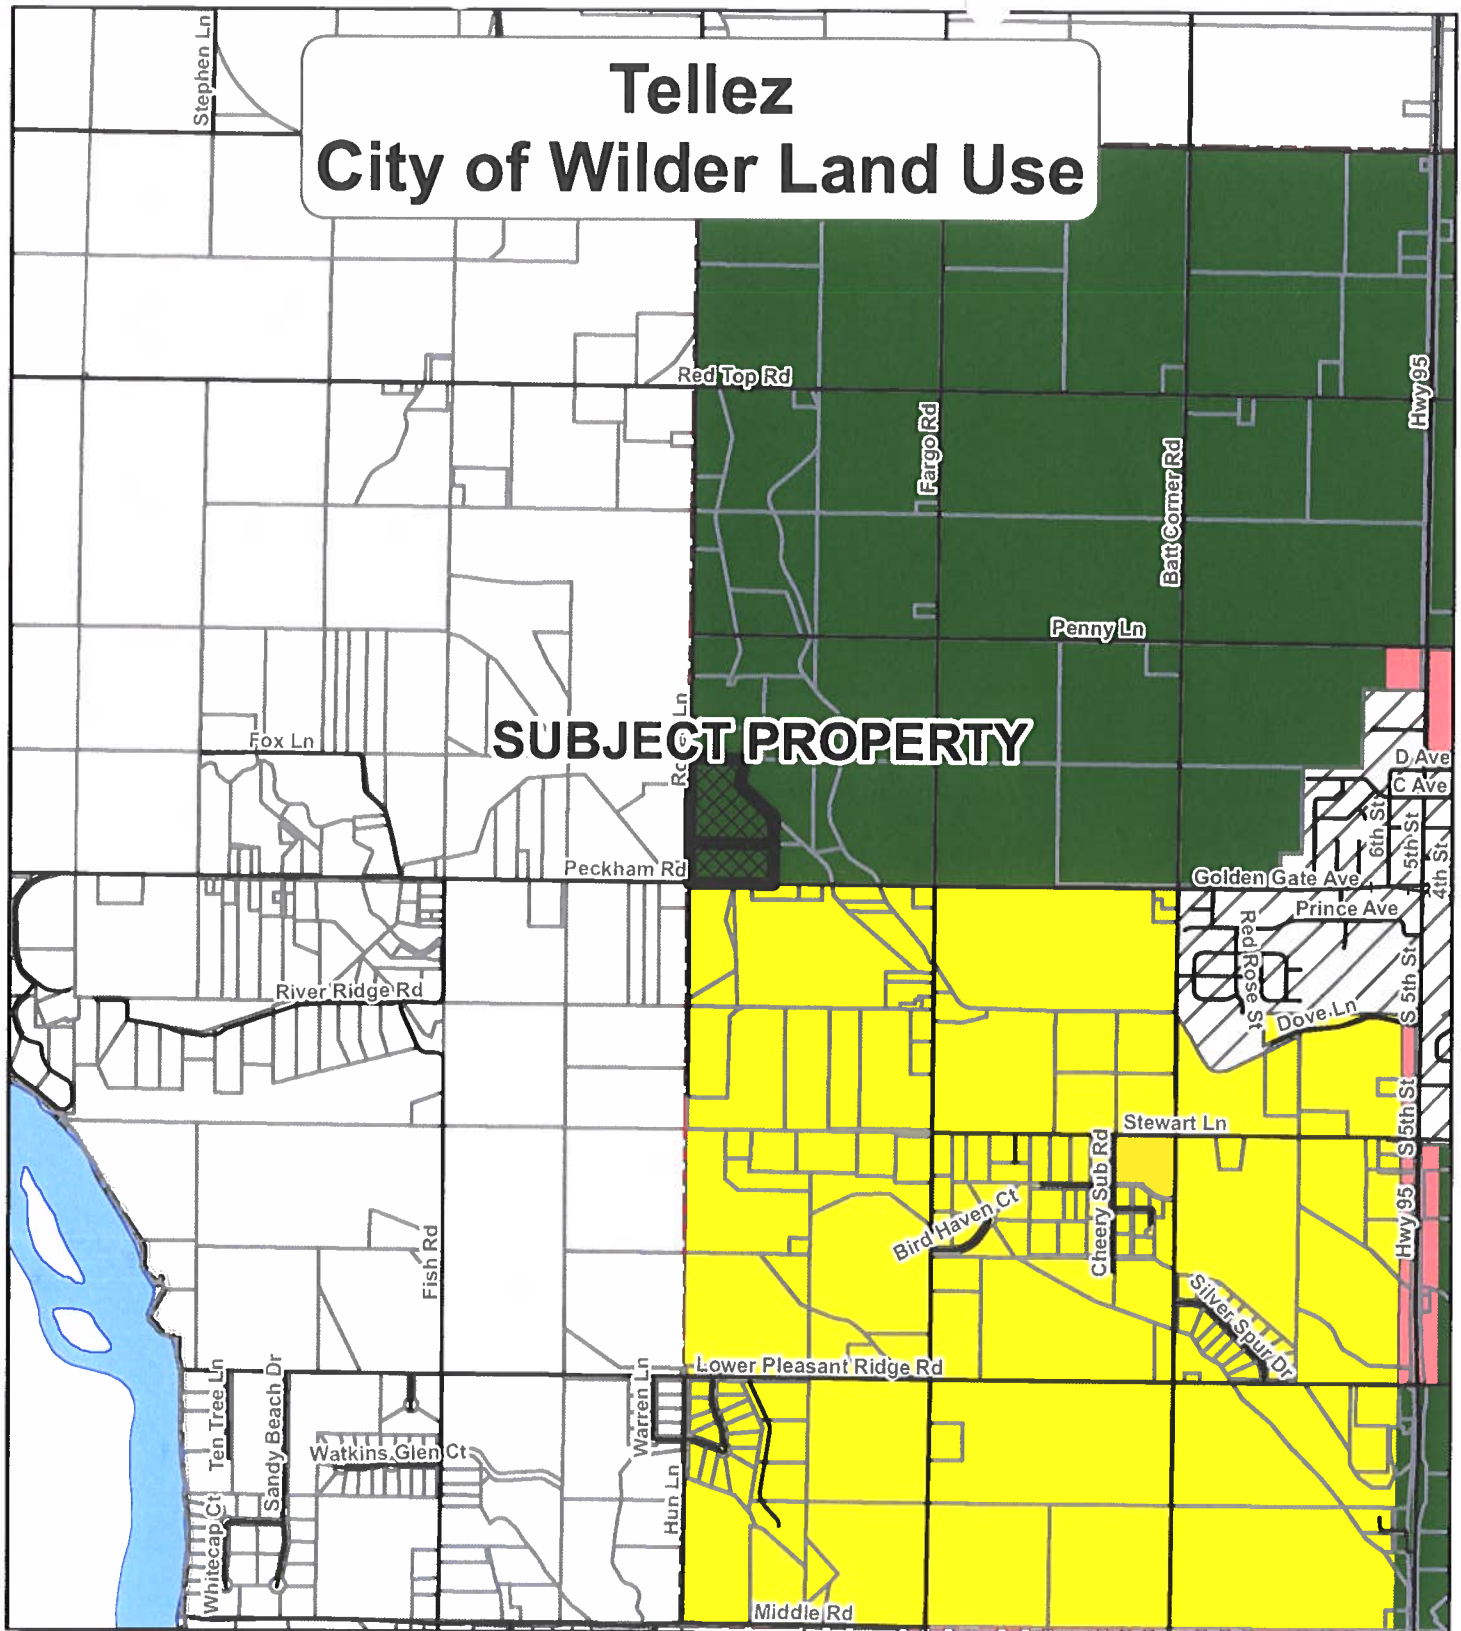 Stephen Ln
Tellez
City of Wilder Land Use
Red Top Rd
Hwy 95
Fargo Rd
Batt Corner Rd
Penny Ln
Fox Ln
SUBJECT PROPERTY
Ln
D Ave
C Ave
6th St
5th St
4th St
Peckham Rd
Golden Gate Ave
Prince Ave
Red Rose St
S 5th St
River Ridge Rd
Dove Ln
S 5th St
Stewart Ln
Cheery Sub Rd
Bird Haven Ct
Hwy 95
Fish Rd
Silver Spur Dr
Lower Pleasant Ridge Rd
Ten Tree Ln
Sandy Beach Dr
Warren Ln
Watkins Glen Ct
Hun Ln
Whitecap Ct
Middle Rd